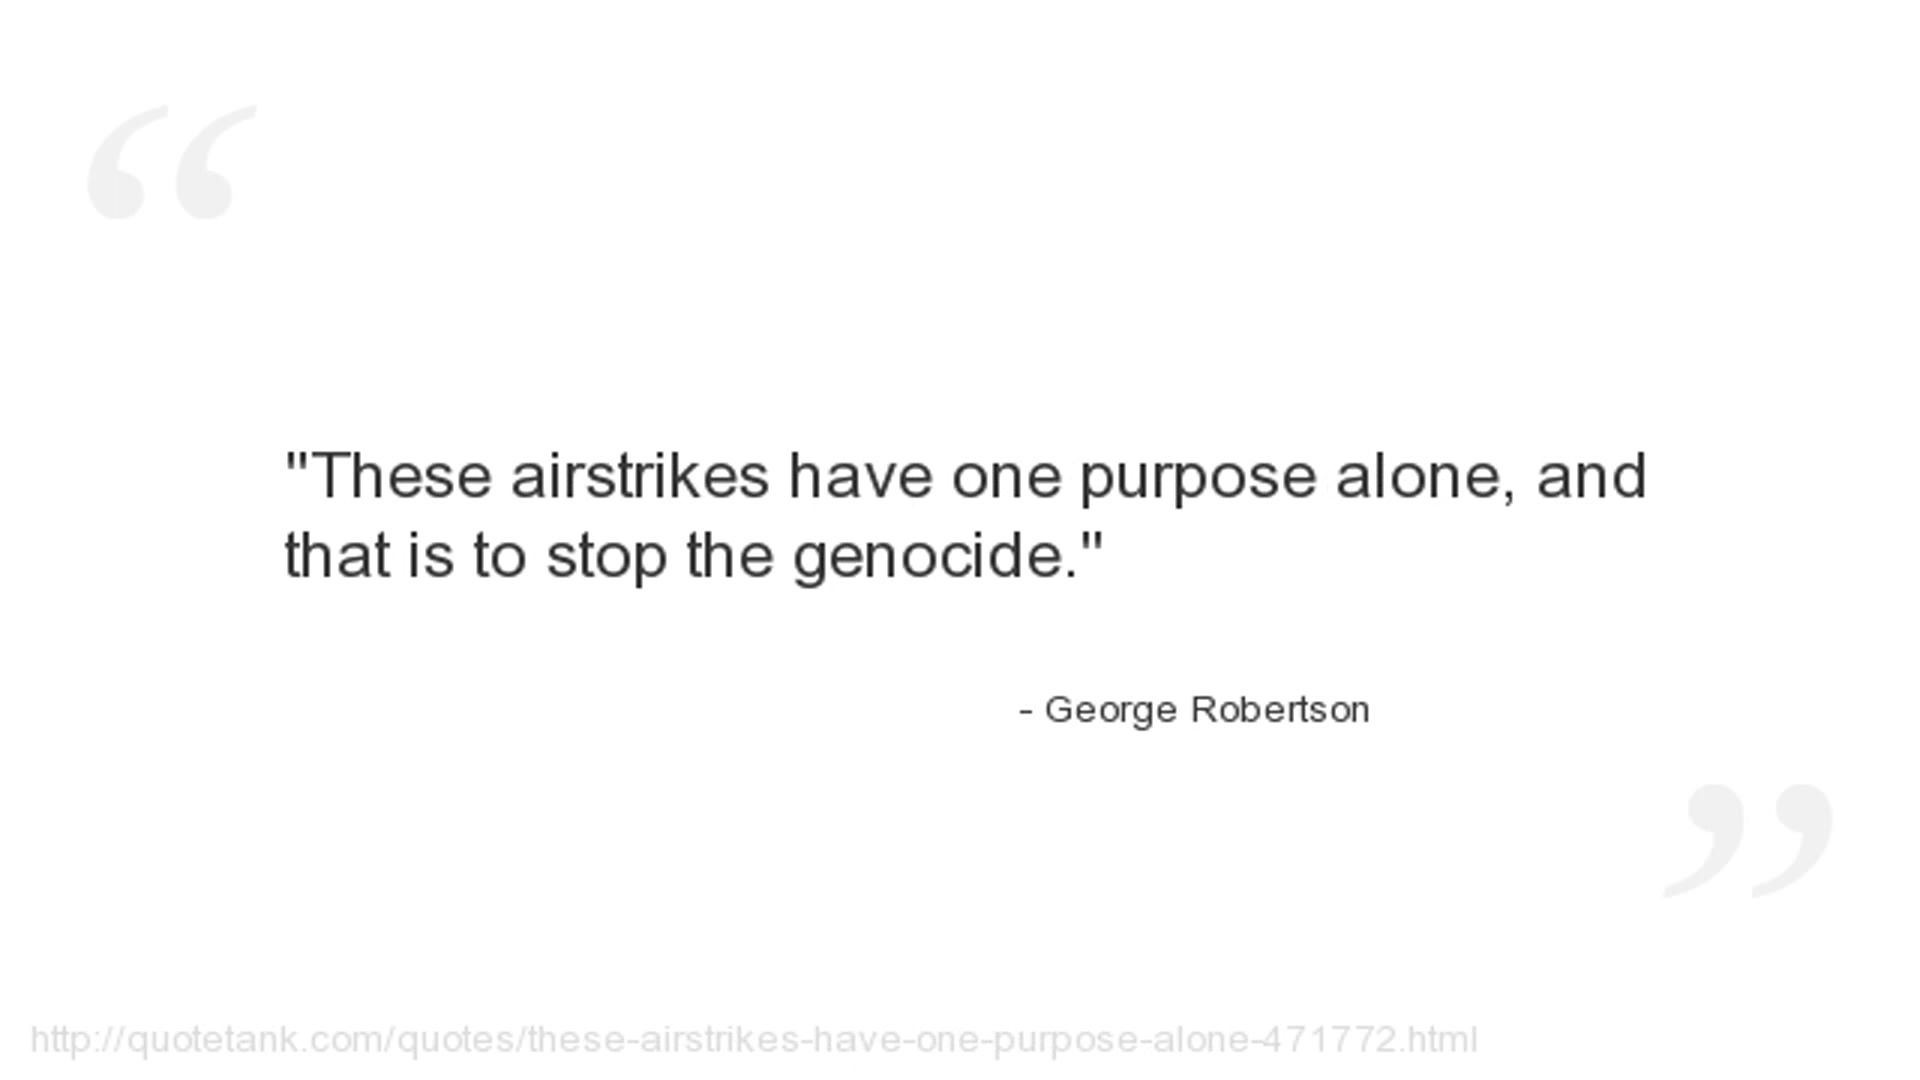 "These airstrikes have one purpose alone, and
that is to stop the genocide."
- George Robertson
http://quotetank.com/quotes/these-airstrikes-have-one-purpose-alone-471772.html